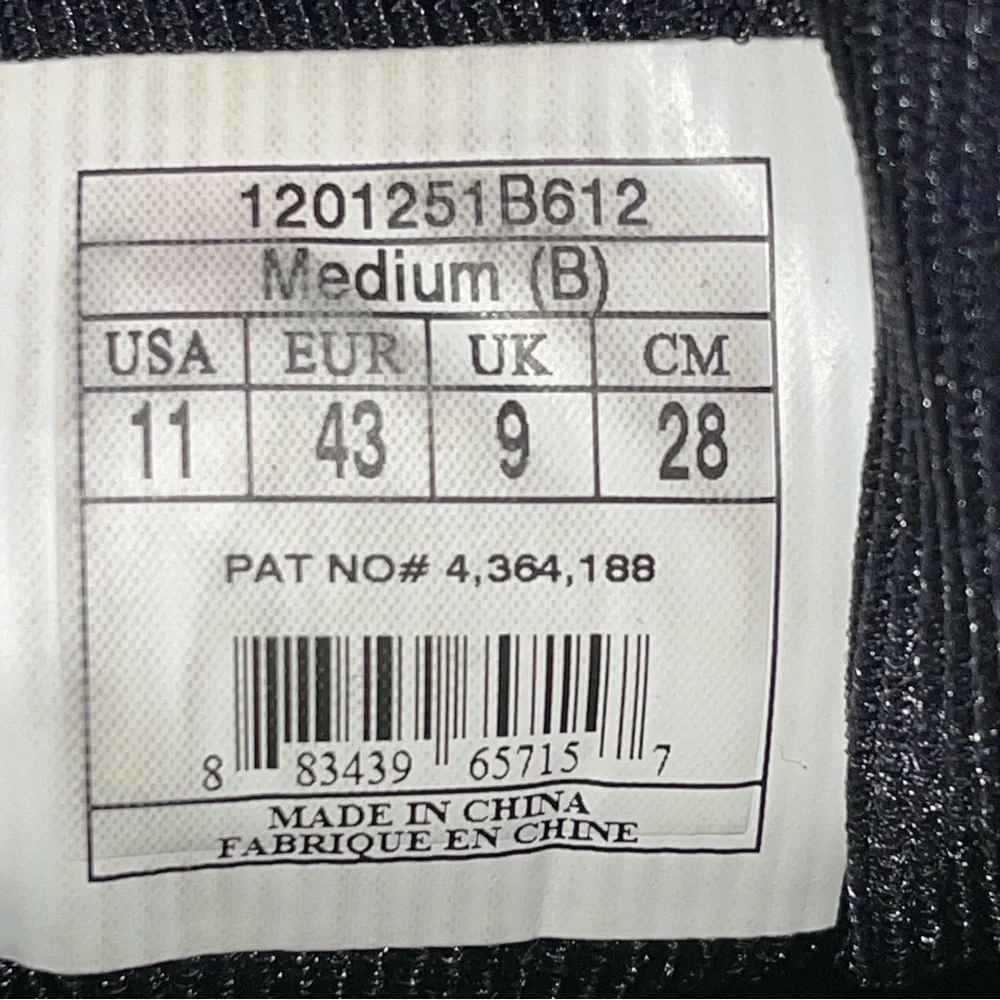 1201251B612
Medium (B)
USA EUR UK CM
11 43 9 28
PAT NO# 4,364,188
8 83439 65715 7
MADE IN CHINA
FABRIQUE EN CHINE